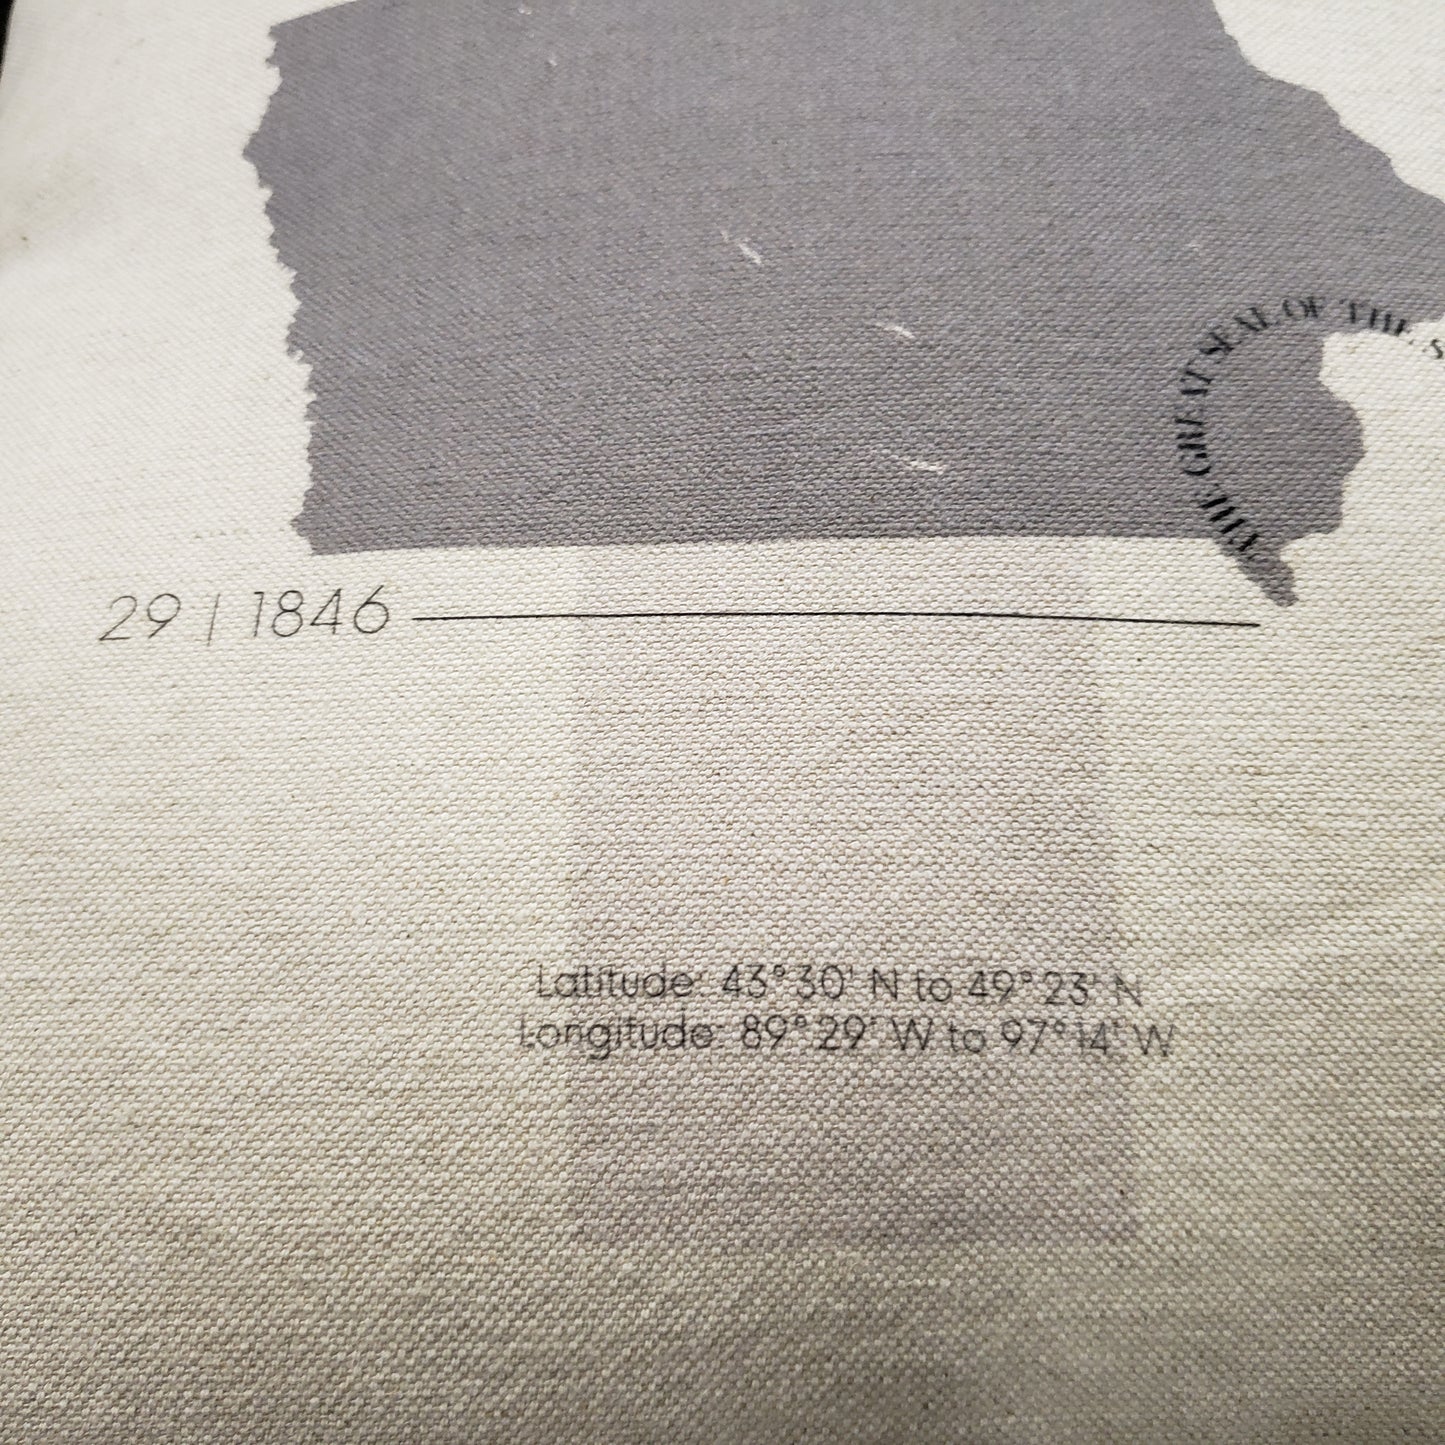 THE GREAT SEAL OF THE S
29 | 1846
Latitude: 43° 30' N to 49° 23' N
Longitude: 89° 29' W to 97° 14' W